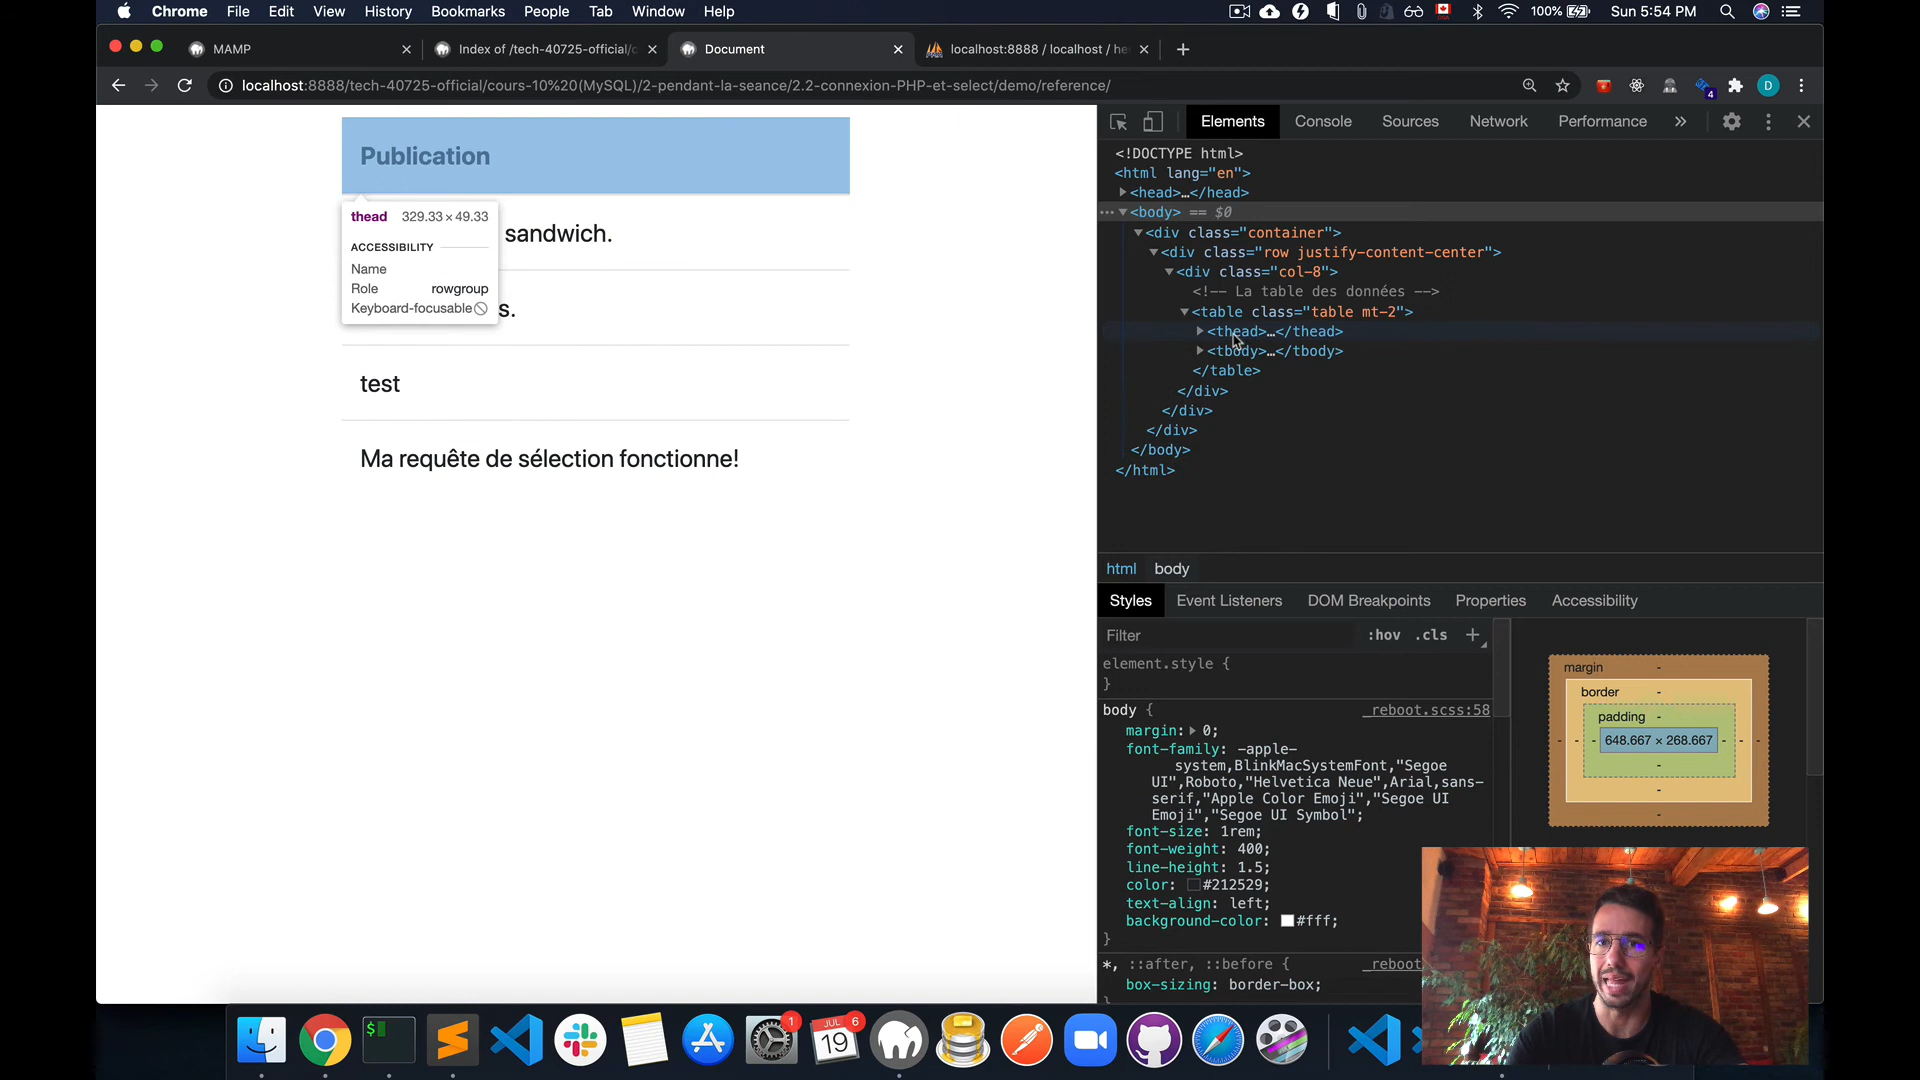 Chrome File Edit View History Bookmarks People Tab Window Help
100% Sun 5:54 PM
MAMP
Index of /tech-40725-official/c
Document
localhost:8888 / localhost / he
localhost:8888/tech-40725-official/cours-10%20(MySQL)/2-pendant-la-seance/2.2-connexion-PHP-et-select/demo/reference/
4
D
Publication
thead 329.33 × 49.33
ACCESSIBILITY
Name
Role rowgroup
Keyboard-focusable
sandwich.
s.
test
Ma requête de sélection fonctionne!
Elements Console Sources Network Performance »
<!DOCTYPE html>
<html lang="en">
<head>…</head>
<body> == $0
<div class="container">
<div class="row justify-content-center">
<div class="col-8">
<!-- La table des données -->
<table class="table mt-2">
<thead>…</thead>
<tbody>…</tbody>
</table>
</div>
</div>
</div>
</body>
</html>
html body
Styles Event Listeners DOM Breakpoints Properties Accessibility
Filter :hov .cls +
element.style {
}
body { _reboot.scss:58
margin: 0;
font-family: -apple-
system,BlinkMacSystemFont,"Segoe
UI",Roboto,"Helvetica Neue",Arial,sans-
serif,"Apple Color Emoji","Segoe UI
Emoji","Segoe UI Symbol";
font-size: 1rem;
font-weight: 400;
line-height: 1.5;
color: #212529;
text-align: left;
background-color: #fff;
}
*, ::after, ::before { _reboot.
box-sizing: border-box;
}
margin -
border -
padding -
648.667 × 268.667
$
1
JUL 6
19